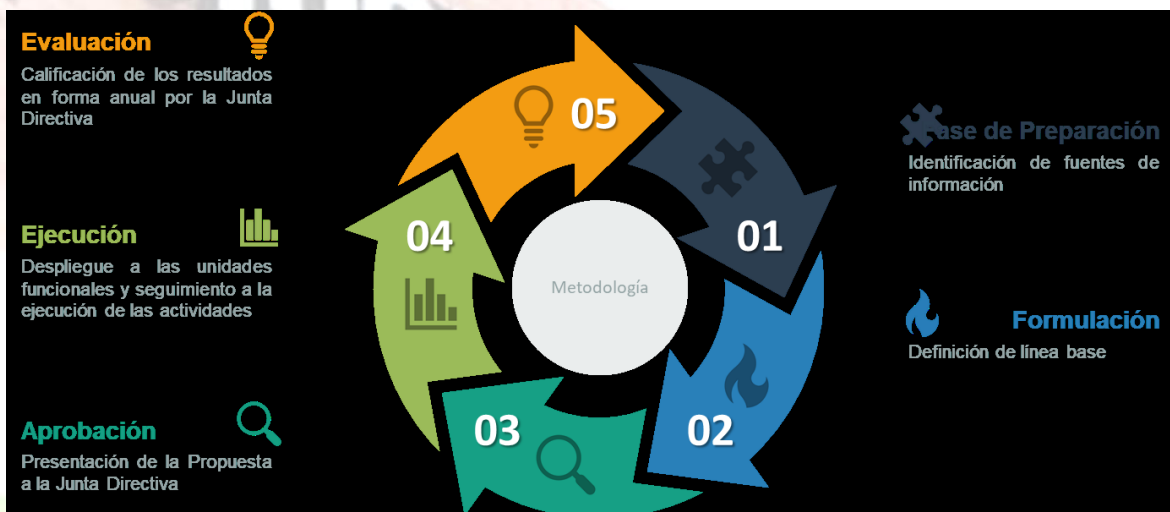 Evaluación
Calificación de los resultados
en forma anual por la Junta
Directiva
Ejecución
Despliegue a las unidades
funcionales y seguimiento a la
ejecución de las actividades
Aprobación
Presentación de la Propuesta
a la Junta Directiva
05
01
04
Metodología
03
02
de Preparación
Identificación de fuentes de
información
Formulación
Definición de línea base